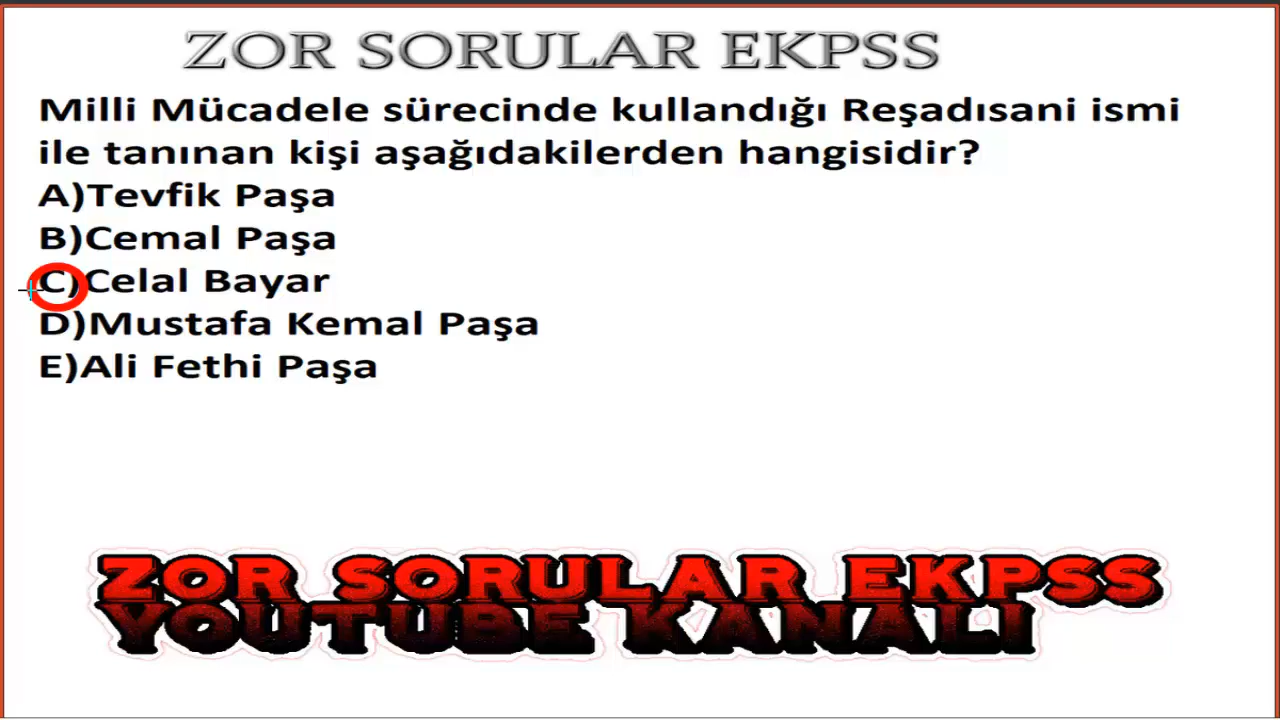 ZOR SORULAR EKPSS
Milli Mücadele sürecinde kullandığı Reşadısani ismi
ile tanınan kişi aşağıdakilerden hangisidir?
A)Tevfik Paşa
B)Cemal Paşa
C)Celal Bayar
D)Mustafa Kemal Paşa
E)Ali Fethi Paşa
ZOR SORULAR EKPSS
YOUTUBE KANALI